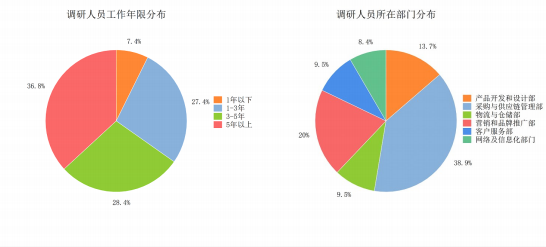 调研人员工作年限分布
7.4%
27.4%
28.4%
36.8%
1年以下
1-3年
3-5年
5年以上
调研人员所在部门分布
13.7%
38.9%
9.5%
20%
9.5%
8.4%
产品开发和设计部
采购与供应链管理部
物流与仓储部
营销和品牌推广部
客户服务部
网络及信息化部门